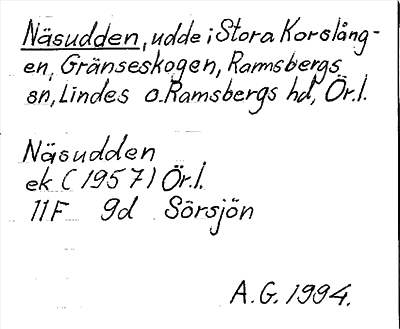 Näsudden, udde i Stora Korslång-
en, Gränseskogen, Ramsbergs
sn, Lindes o. Ramsbergs hd, Ör.l.
Näsudden
ek (1957) Ör.l.
11F 9d Sörsjön
A.G. 1994.